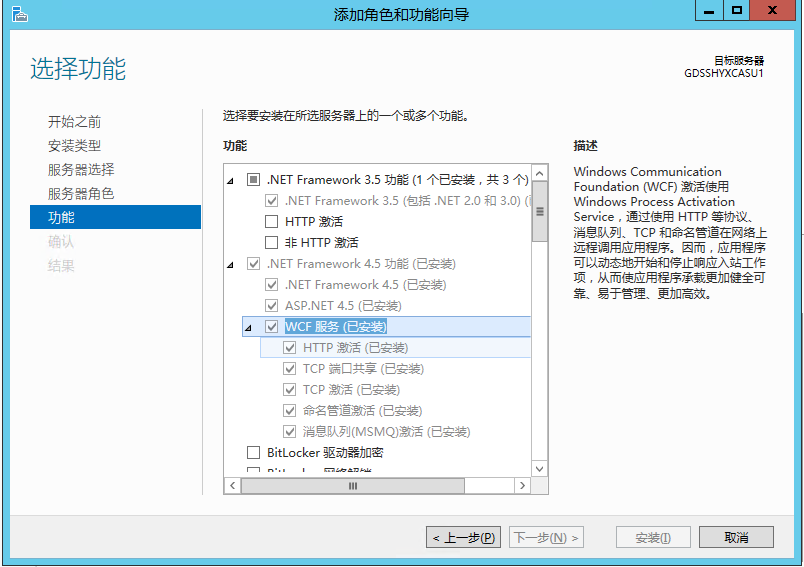 添加角色和功能向导
选择功能
目标服务器
GDSSHYXCASU1
开始之前
安装类型
服务器选择
服务器角色
功能
确认
结果
选择要安装在所选服务器上的一个或多个功能。
功能
.NET Framework 3.5 功能 (1 个已安装，共 3 个)
.NET Framework 3.5 (包括 .NET 2.0 和 3.0) (
HTTP 激活
非 HTTP 激活
.NET Framework 4.5 功能 (已安装)
.NET Framework 4.5 (已安装)
ASP.NET 4.5 (已安装)
WCF 服务 (已安装)
HTTP 激活 (已安装)
TCP 端口共享 (已安装)
TCP 激活 (已安装)
命名管道激活 (已安装)
消息队列(MSMQ)激活 (已安装)
BitLocker 驱动器加密
描述
Windows Communication
Foundation (WCF) 激活使用
Windows Process Activation
Service，通过使用 HTTP 等协议、
消息队列、TCP 和命名管道在网络上
远程调用应用程序。因而，应用程序
可以动态地开始和停止响应入站工作
项，从而使应用程序承载更加健全可
靠、易于管理、更加高效。
< 上一步(P)
下一步(N) >
安装(I)
取消